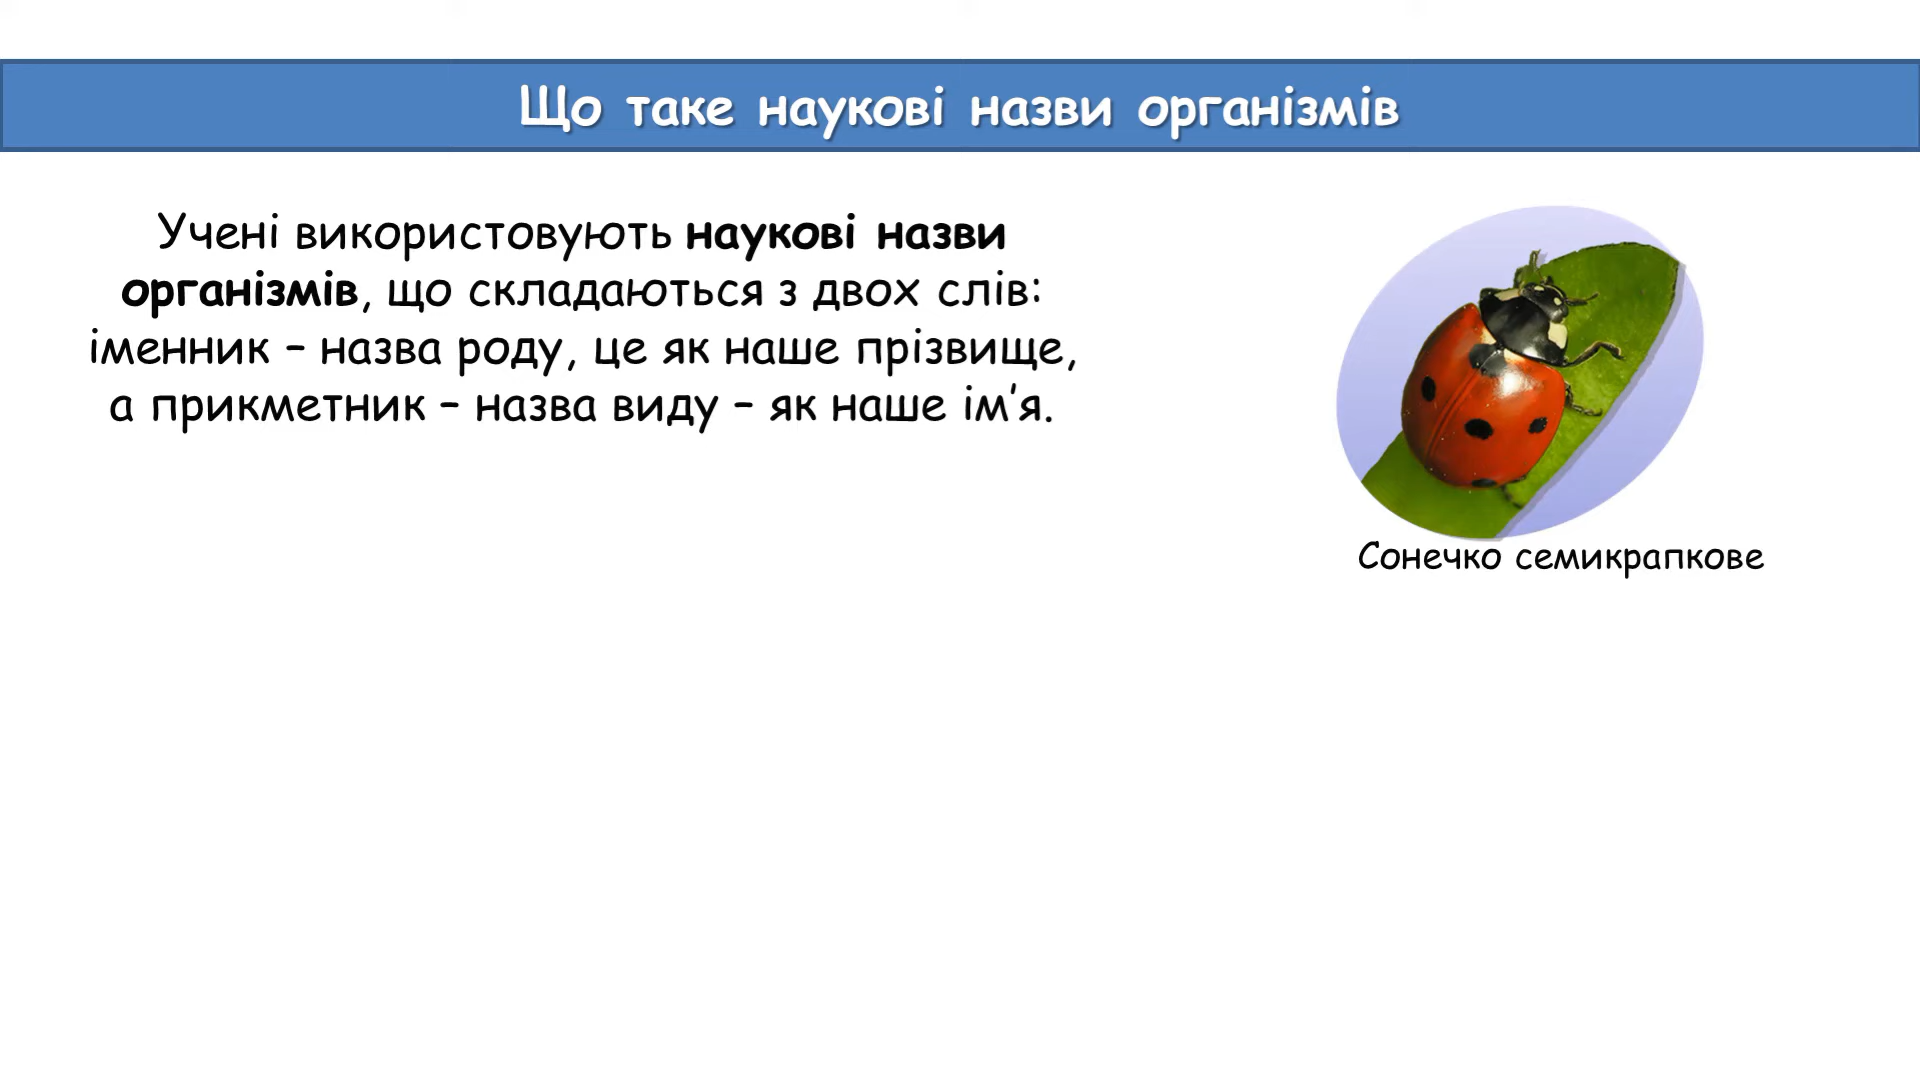 Що таке наукові назви організмів
Учені використовують наукові назви
організмів, що складаються з двох слів:
іменник – назва роду, це як наше прізвище,
а прикметник – назва виду – як наше ім’я.
Сонечко семикрапкове